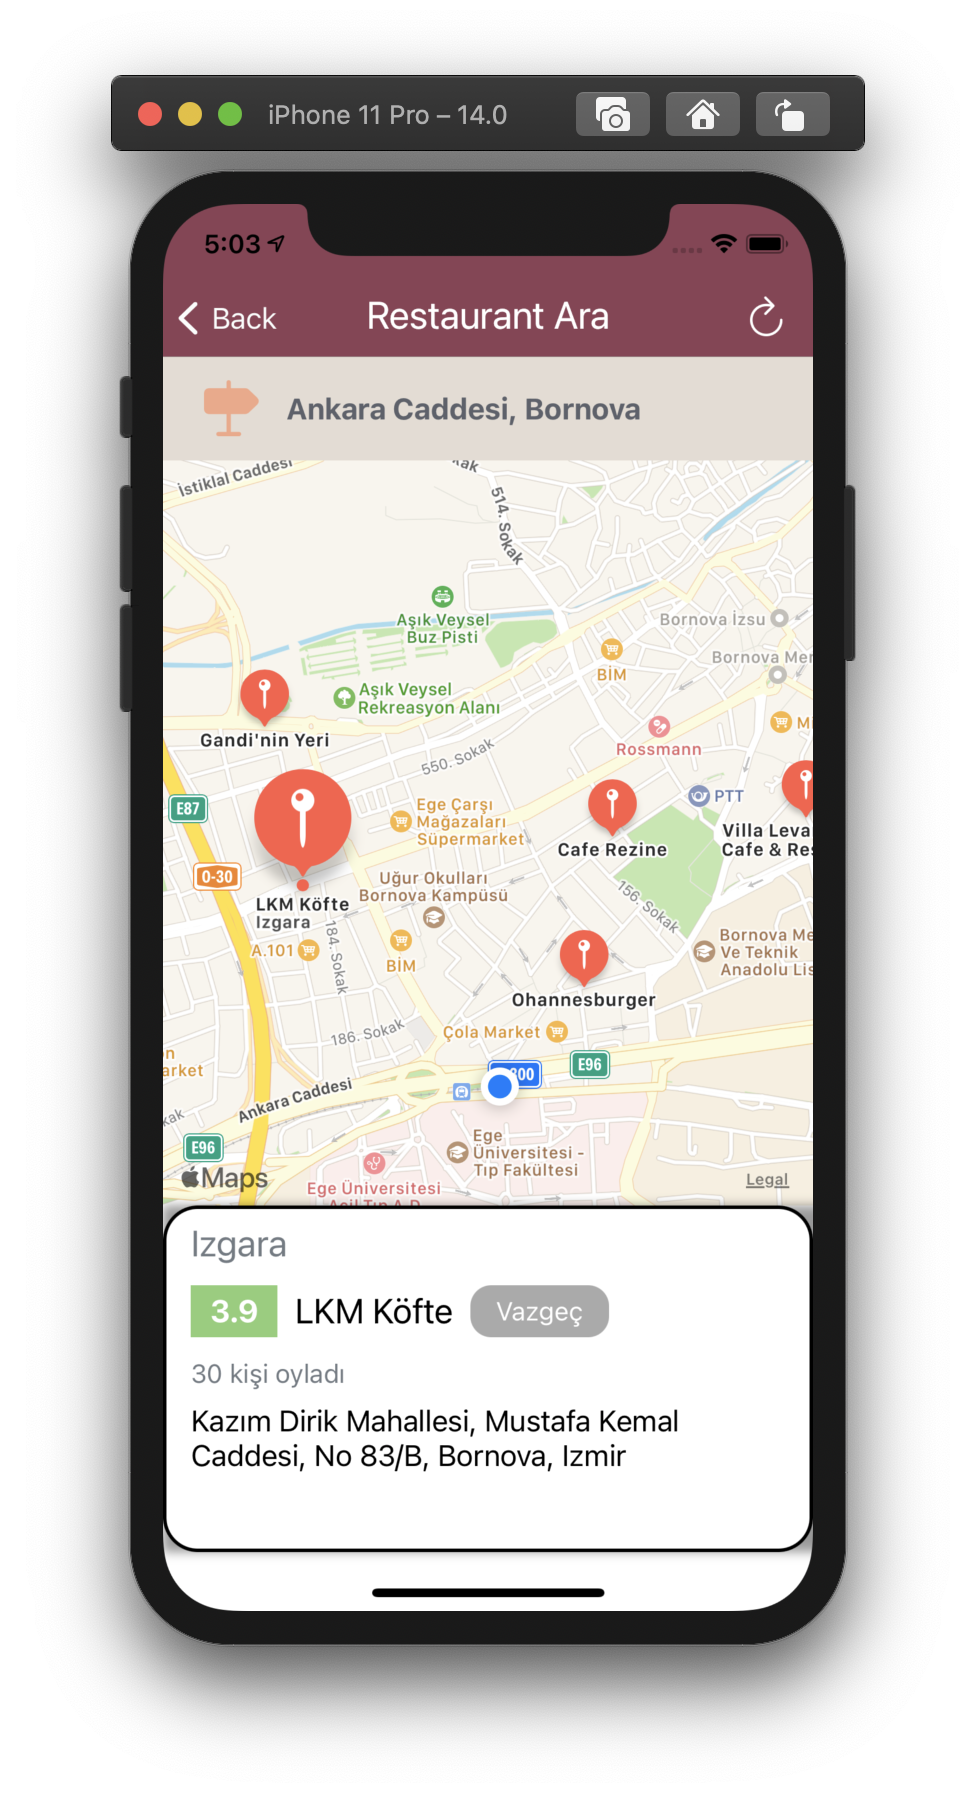 iPhone 11 Pro – 14.0
5:03
Back
Restaurant Ara
Ankara Caddesi, Bornova
İstiklal Caddesi
514. Sokak
Aşık Veysel
Buz Pisti
Bornova İzsu
BİM
Bornova Mer
Aşık Veysel
Rekreasyon Alanı
Gandi'nin Yeri
550. Sokak
Rossmann
E87
Ege Çarşı
Mağazaları
Süpermarket
PTT
Cafe Rezine
Villa Leva
Cafe & Res
O-30
Uğur Okulları
Bornova Kampüsü
156. Sokak
LKM Köfte
Izgara
A.101
184. Sokak
BİM
Bornova Me
Ve Teknik
Anadolu Lis
Ohannesburger
186. Sokak
Çola Market
E96
Ankara Caddesi
E96
Ege
Üniversitesi -
Tıp Fakültesi
Maps
Ege Üniversitesi
Acil Tıp A.D.
Legal
Izgara
3.9 LKM Köfte Vazgeç
30 kişi oyladı
Kazım Dirik Mahallesi, Mustafa Kemal
Caddesi, No 83/B, Bornova, Izmir